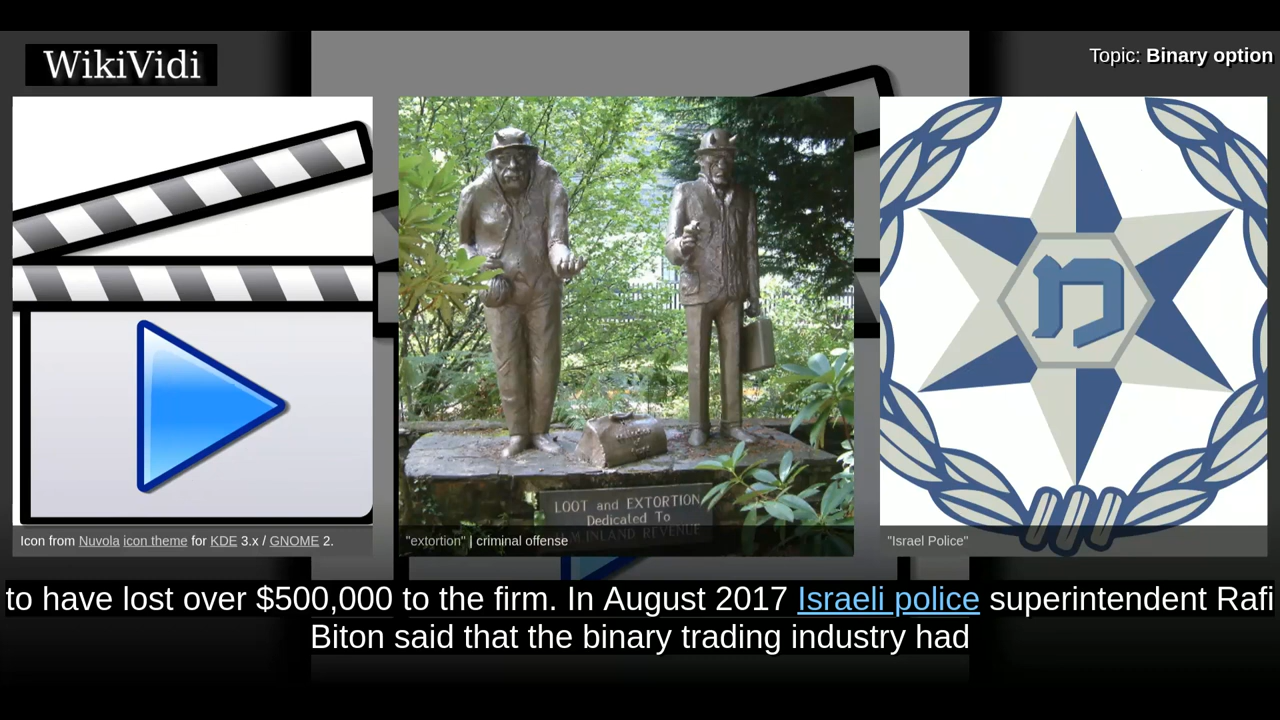 WikiVidi
Topic: Binary option
מ
LOOT and EXTORTION
Dedicated To
H.M. INLAND REVENUE
Icon from Nuvola icon theme for KDE 3.x / GNOME 2.
"extortion" | criminal offense
"Israel Police"
to have lost over $500,000 to the firm. In August 2017 Israeli police superintendent Rafi
Biton said that the binary trading industry had